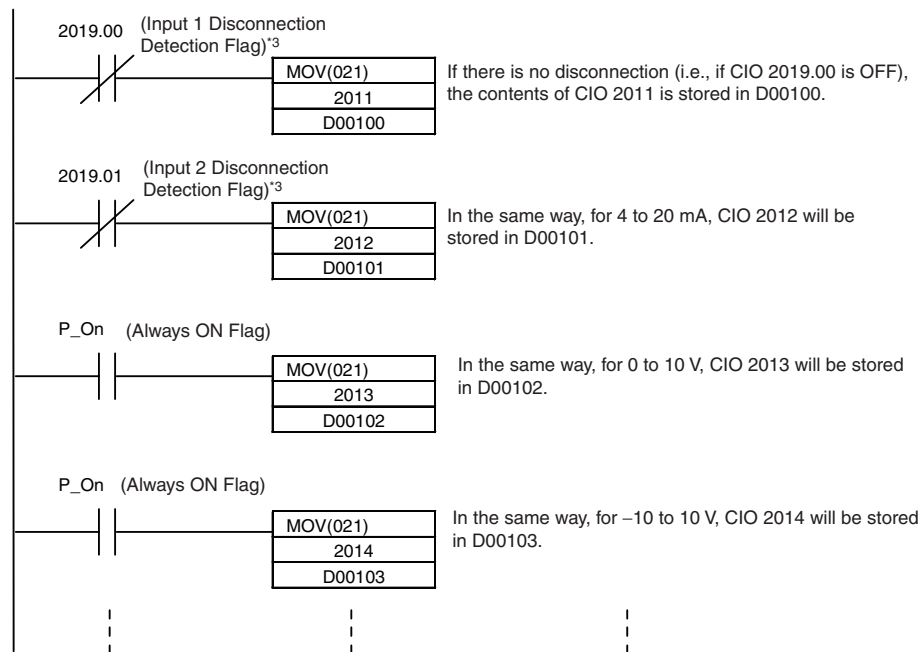 2019.00 (Input 1 Disconnection
Detection Flag)*3
MOV(021)
2011
D00100
If there is no disconnection (i.e., if CIO 2019.00 is OFF),
the contents of CIO 2011 is stored in D00100.
2019.01 (Input 2 Disconnection
Detection Flag)*3
MOV(021)
2012
D00101
In the same way, for 4 to 20 mA, CIO 2012 will be
stored in D00101.
P_On (Always ON Flag)
MOV(021)
2013
D00102
In the same way, for 0 to 10 V, CIO 2013 will be stored
in D00102.
P_On (Always ON Flag)
MOV(021)
2014
D00103
In the same way, for −10 to 10 V, CIO 2014 will be stored
in D00103.